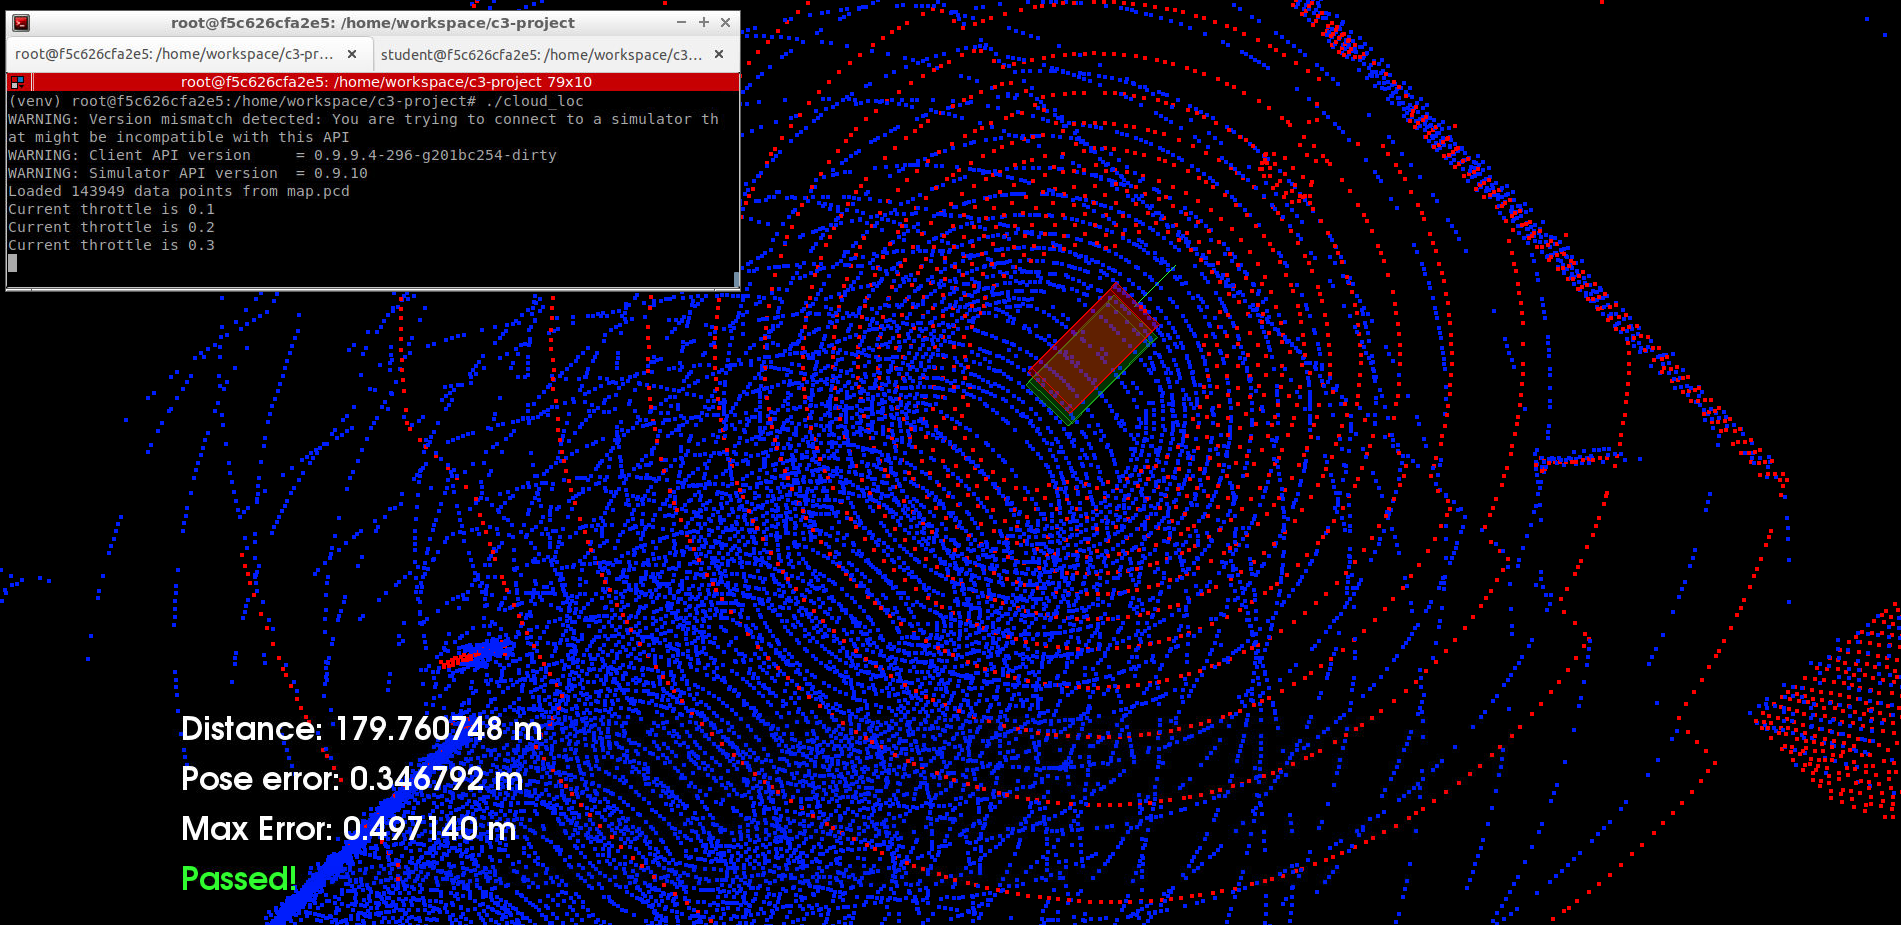 root@f5c626cfa2e5: /home/workspace/c3-project
root@f5c626cfa2e5: /home/workspace/c3-pr...
student@f5c626cfa2e5: /home/workspace/c3...
root@f5c626cfa2e5: /home/workspace/c3-project 79x10
(venv) root@f5c626cfa2e5:/home/workspace/c3-project# ./cloud_loc
WARNING: Version mismatch detected: You are trying to connect to a simulator th
at might be incompatible with this API
WARNING: Client API version     = 0.9.9.4-296-g201bc254-dirty
WARNING: Simulator API version  = 0.9.10
Loaded 143949 data points from map.pcd
Current throttle is 0.1
Current throttle is 0.2
Current throttle is 0.3
Distance: 179.760748 m
Pose error: 0.346792 m
Max Error: 0.497140 m
Passed!